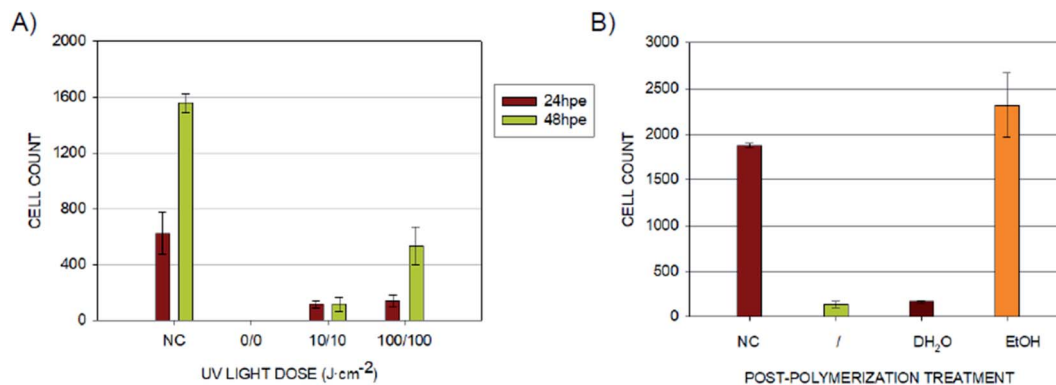 A)
2000
1600
1200
800
400
0
CELL COUNT
NC
0/0
10/10
100/100
UV LIGHT DOSE (J·cm⁻²)
24hpe
48hpe
B)
3000
2500
2000
1500
1000
500
0
CELL COUNT
NC
/
DH₂O
EtOH
POST-POLYMERIZATION TREATMENT